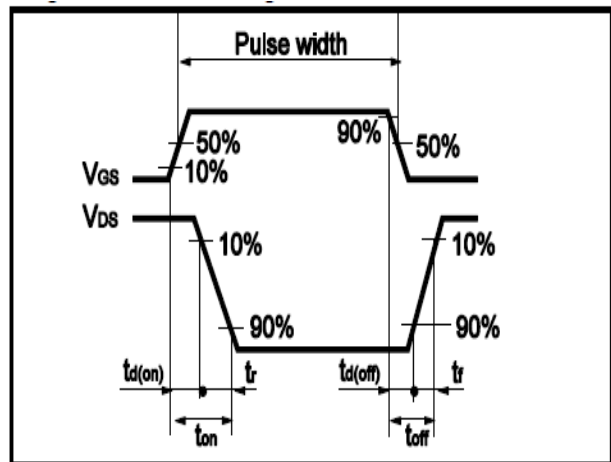 Pulse width
90%
50%
50%
10%
VGS
VDS
10%
10%
90%
90%
td(on)
tr
td(off)
tf
ton
toff